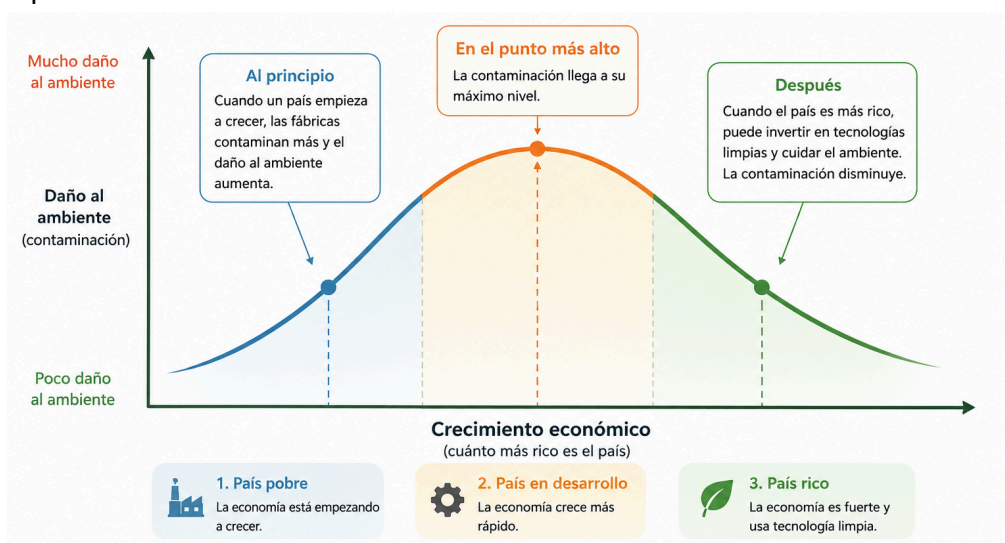 Mucho daño
al ambiente
Al principio
Cuando un país empieza
a crecer, las fábricas
contaminan más y el
daño al ambiente
aumenta.
En el punto más alto
La contaminación llega a su
máximo nivel.
Después
Cuando el país es más rico,
puede invertir en tecnologías
limpias y cuidar el ambiente.
La contaminación disminuye.
Daño al
ambiente
(contaminación)
Poco daño
al ambiente
Crecimiento económico
(cuánto más rico es el país)
1. País pobre
La economía está empezando
a crecer.
2. País en desarrollo
La economía crece más
rápido.
3. País rico
La economía es fuerte y
usa tecnología limpia.